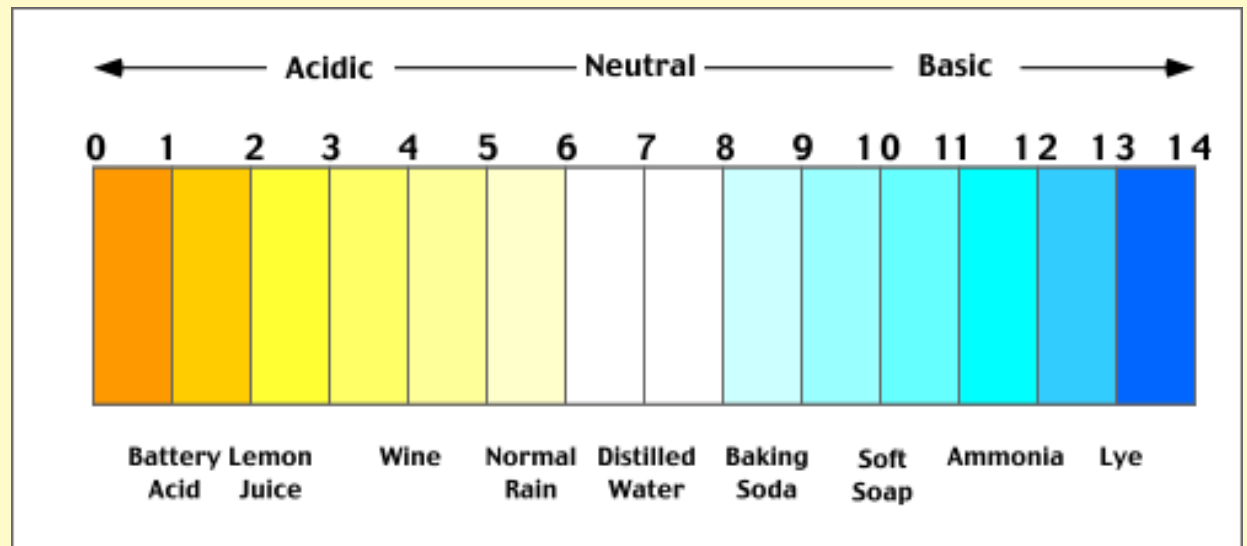 Acidic Neutral Basic
0 1 2 3 4 5 6 7 8 9 10 11 12 13 14
Battery Lemon Wine Normal Distilled Baking Soft Ammonia Lye
Acid Juice Rain Water Soda Soap